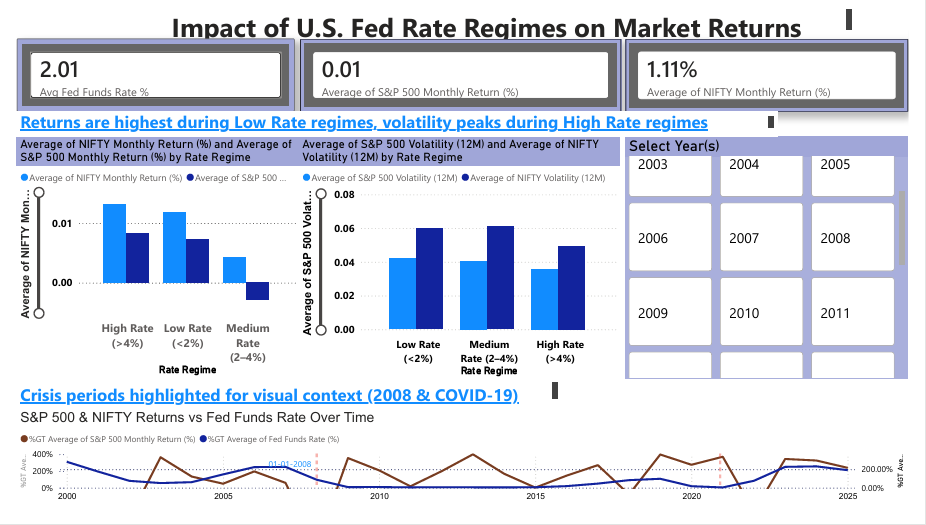 Impact of U.S. Fed Rate Regimes on Market Returns
2.01
Avg Fed Funds Rate %
0.01
Average of S&P 500 Monthly Return (%)
1.11%
Average of NIFTY Monthly Return (%)
Returns are highest during Low Rate regimes, volatility peaks during High Rate regimes
Average of NIFTY Monthly Return (%) and Average of
S&P 500 Monthly Return (%) by Rate Regime
Average of NIFTY Monthly Return (%) Average of S&P 500 ...
Average of NIFTY Mon...
0.01
0.00
High Rate
(>4%)
Low Rate
(<2%)
Medium
Rate
(2–4%)
Rate Regime
Average of S&P 500 Volatility (12M) and Average of NIFTY
Volatility (12M) by Rate Regime
Average of S&P 500 Volatility (12M) Average of NIFTY Volatility (12M)
Average of S&P 500 Volat...
0.08
0.06
0.04
0.02
0.00
Low Rate
(<2%)
Medium
Rate (2–4%)
High Rate
(>4%)
Rate Regime
Select Year(s)
2003 2004 2005
2006 2007 2008
2009 2010 2011
Crisis periods highlighted for visual context (2008 & COVID-19)
S&P 500 & NIFTY Returns vs Fed Funds Rate Over Time
%GT Average of S&P 500 Monthly Return (%) %GT Average of Fed Funds Rate (%)
%GT Ave...
400%
200%
0%
01-01-2008
200.00%
0.00%
%GT Ave...
2000 2005 2010 2015 2020 2025